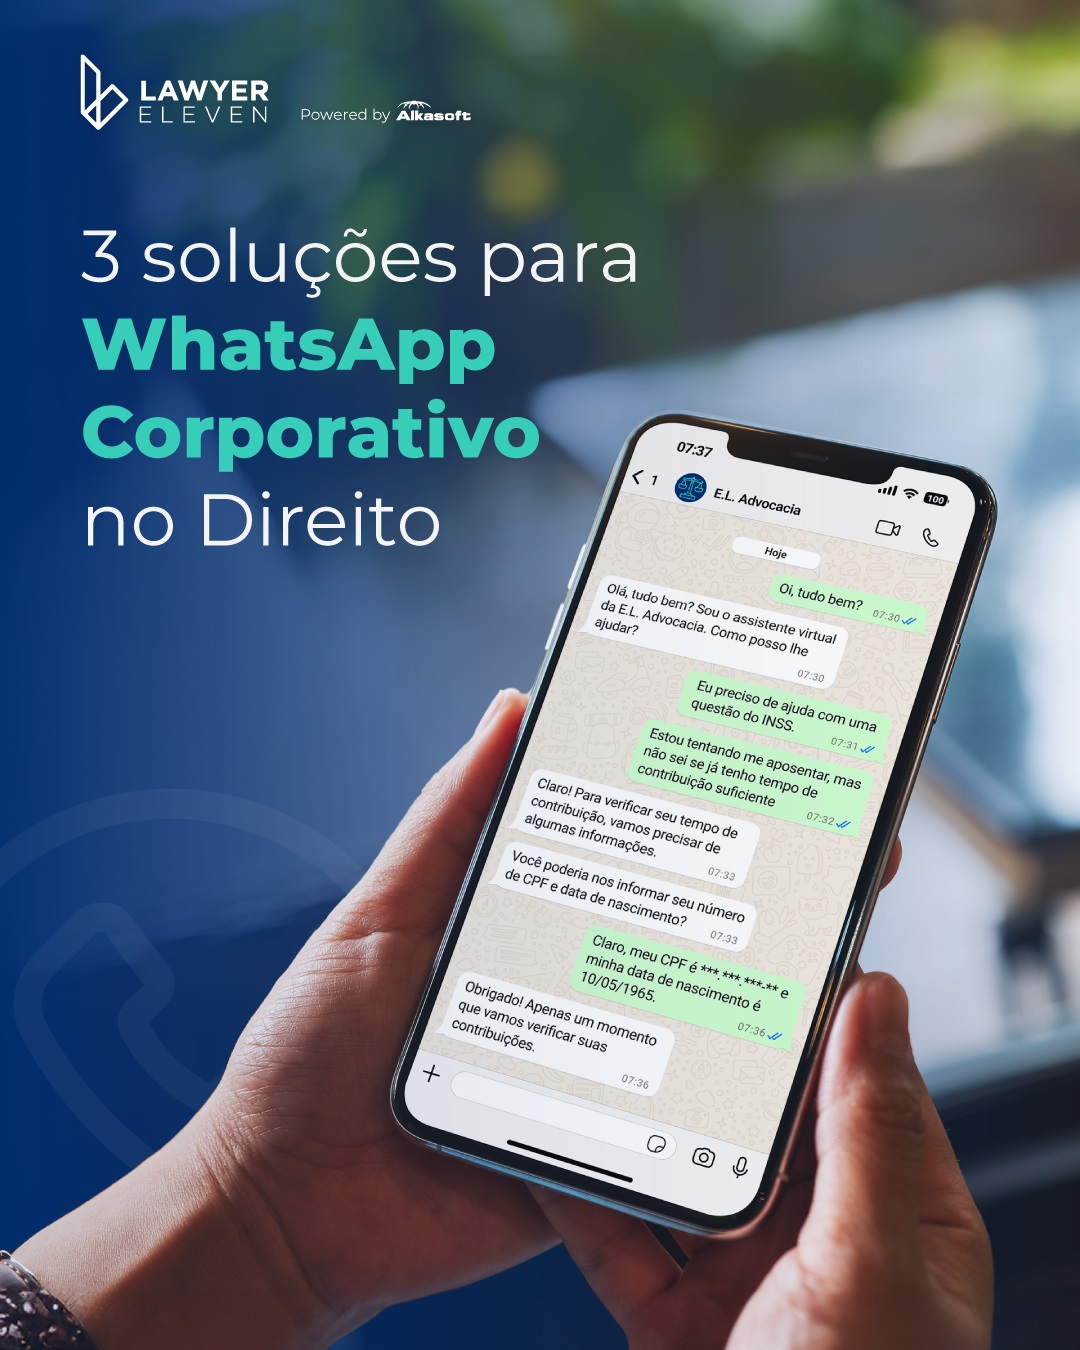 LAWYER
ELEVEN
Powered by Alkasoft
3 soluções para
WhatsApp
Corporativo
no Direito
07:37
100
1
E.L. Advocacia
Hoje
Oi, tudo bem?
07:30
Olá, tudo bem? Sou o assistente virtual
da E.L. Advocacia. Como posso lhe
ajudar?
07:30
Eu preciso de ajuda com uma
questão do INSS.
07:31
Estou tentando me aposentar, mas
não sei se já tenho tempo de
contribuição suficiente
07:32
Claro! Para verificar seu tempo de
contribuição, vamos precisar de
algumas informações.
07:33
Você poderia nos informar seu número
de CPF e data de nascimento?
07:33
Claro, meu CPF é ***.***.***-** e
minha data de nascimento é
10/05/1965.
07:36
Obrigado! Apenas um momento
que vamos verificar suas
contribuições.
07:36